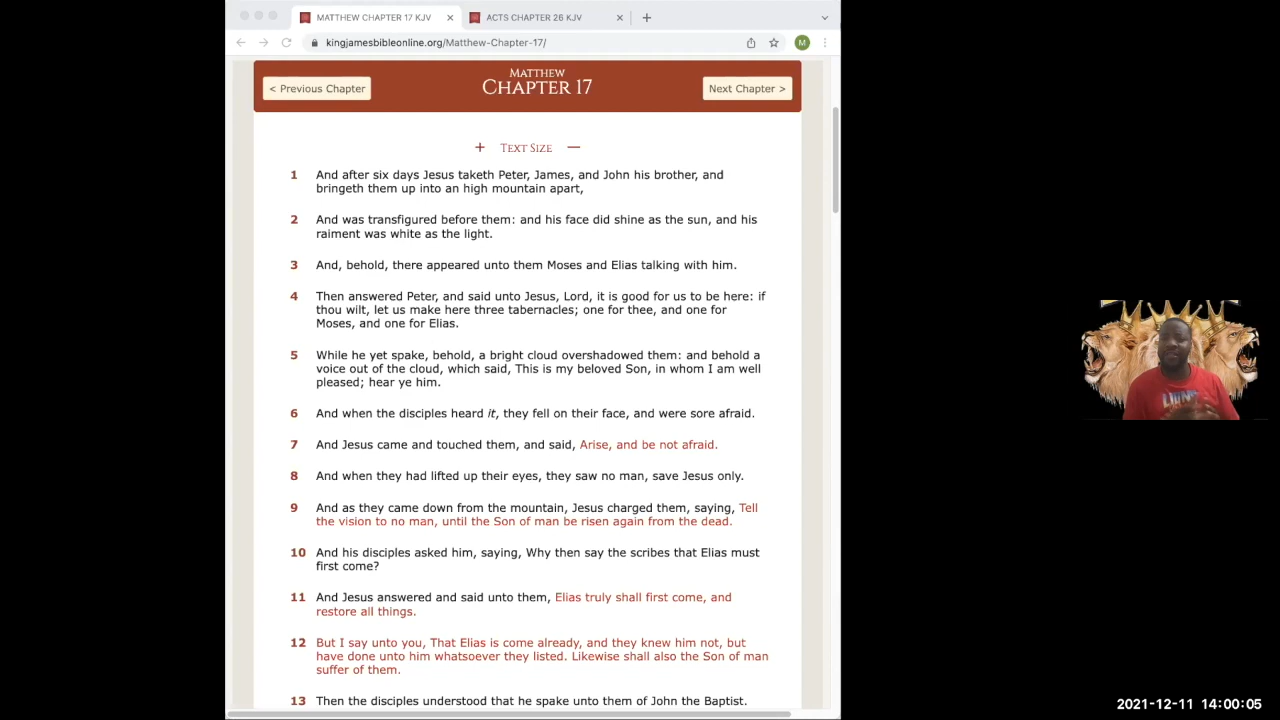 MATTHEW CHAPTER 17 KJV
ACTS CHAPTER 26 KJV
kingjamesbibleonline.org/Matthew-Chapter-17/
M
< Previous Chapter
MATTHEW
CHAPTER 17
Next Chapter >
+ TEXT SIZE —
1 And after six days Jesus taketh Peter, James, and John his brother, and
bringeth them up into an high mountain apart,
2 And was transfigured before them: and his face did shine as the sun, and his
raiment was white as the light.
3 And, behold, there appeared unto them Moses and Elias talking with him.
4 Then answered Peter, and said unto Jesus, Lord, it is good for us to be here: if
thou wilt, let us make here three tabernacles; one for thee, and one for
Moses, and one for Elias.
5 While he yet spake, behold, a bright cloud overshadowed them: and behold a
voice out of the cloud, which said, This is my beloved Son, in whom I am well
pleased; hear ye him.
6 And when the disciples heard it, they fell on their face, and were sore afraid.
7 And Jesus came and touched them, and said, Arise, and be not afraid.
8 And when they had lifted up their eyes, they saw no man, save Jesus only.
9 And as they came down from the mountain, Jesus charged them, saying, Tell
the vision to no man, until the Son of man be risen again from the dead.
10 And his disciples asked him, saying, Why then say the scribes that Elias must
first come?
11 And Jesus answered and said unto them, Elias truly shall first come, and
restore all things.
12 But I say unto you, That Elias is come already, and they knew him not, but
have done unto him whatsoever they listed. Likewise shall also the Son of man
suffer of them.
13 Then the disciples understood that he spake unto them of John the Baptist.
2021-12-11 14:00:05